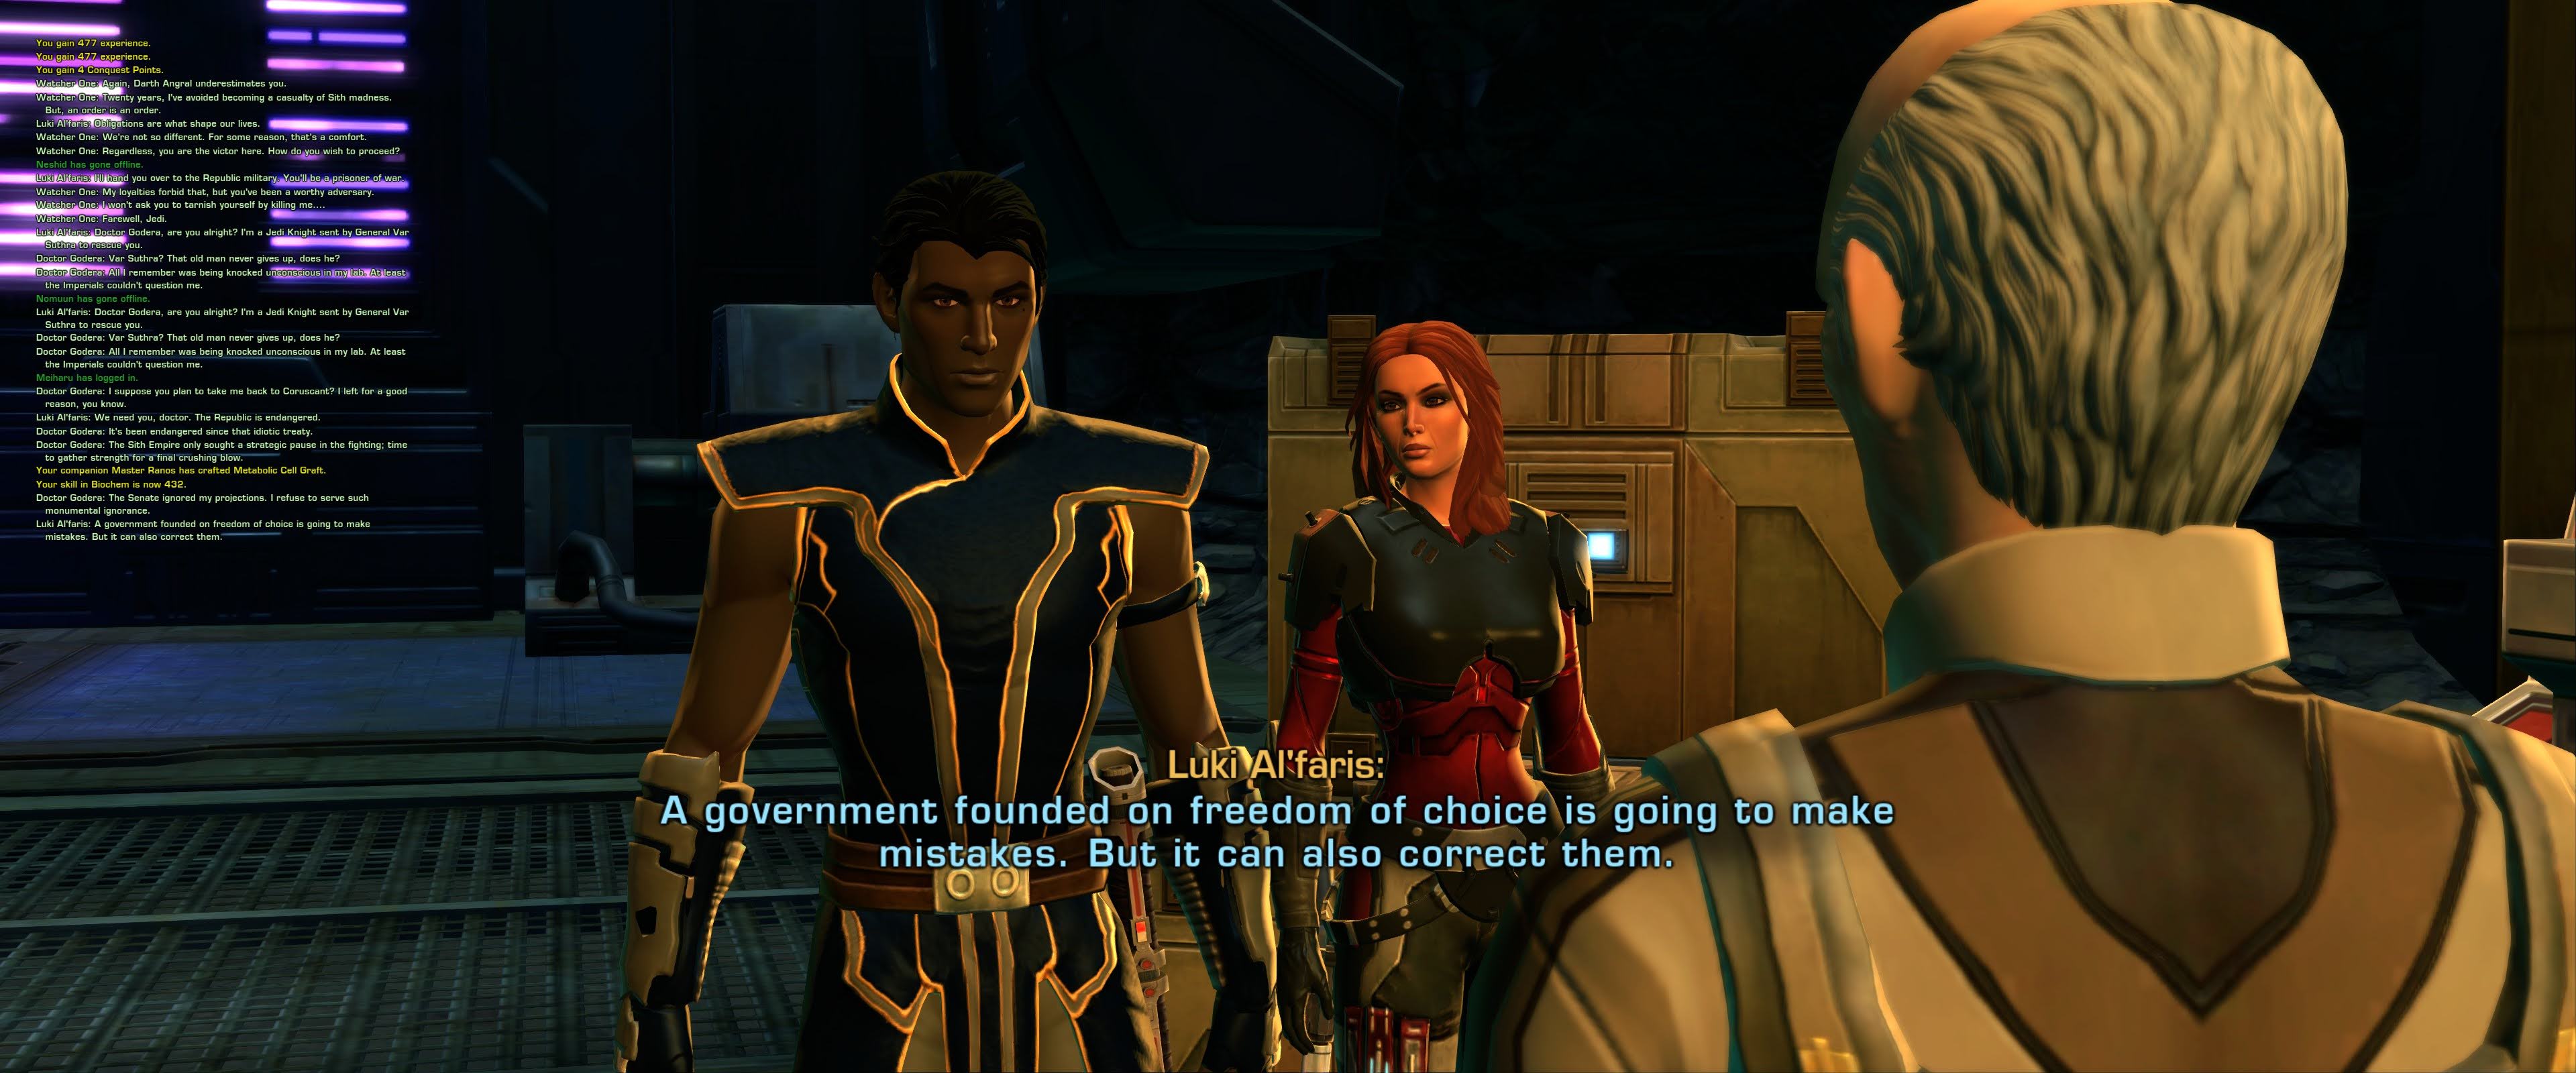 You gain 477 experience.
You gain 477 experience.
You gain 4 Conquest Points.
Watcher One: Again, Darth Angral underestimates you.
Watcher One: Twenty years, I've avoided becoming a casualty of Sith madness.
But, an order is an order.
Luki Al'faris: Obligations are what shape our lives.
Watcher One: We're not so different. For some reason, that's a comfort.
Watcher One: Regardless, you are the victor here. How do you wish to proceed?
Neshid has gone offline.
Luki Al'faris: I'll hand you over to the Republic military. You'll be a prisoner of war.
Watcher One: My loyalties forbid that, but you've been a worthy adversary.
Watcher One: I won't ask you to tarnish yourself by killing me....
Watcher One: Farewell, Jedi.
Luki Al'faris: Doctor Godera, are you alright? I'm a Jedi Knight sent by General Var
Suthra to rescue you.
Doctor Godera: Var Suthra? That old man never gives up, does he?
Doctor Godera: All I remember was being knocked unconscious in my lab. At least
the Imperials couldn't question me.
Nomuun has gone offline.
Luki Al'faris: Doctor Godera, are you alright? I'm a Jedi Knight sent by General Var
Suthra to rescue you.
Doctor Godera: Var Suthra? That old man never gives up, does he?
Doctor Godera: All I remember was being knocked unconscious in my lab. At least
the Imperials couldn't question me.
Meiharu has logged in.
Doctor Godera: I suppose you plan to take me back to Coruscant? I left for a good
reason, you know.
Luki Al'faris: We need you, doctor. The Republic is endangered.
Doctor Godera: It's been endangered since that idiotic treaty.
Doctor Godera: The Sith Empire only sought a strategic pause in the fighting; time
to gather strength for a final crushing blow.
Your companion Master Ranos has crafted Metabolic Cell Graft.
Your skill in Biochem is now 432.
Doctor Godera: The Senate ignored my projections. I refuse to serve such
monumental ignorance.
Luki Al'faris: A government founded on freedom of choice is going to make
mistakes. But it can also correct them.
Luki Al'faris:
A government founded on freedom of choice is going to make
mistakes. But it can also correct them.